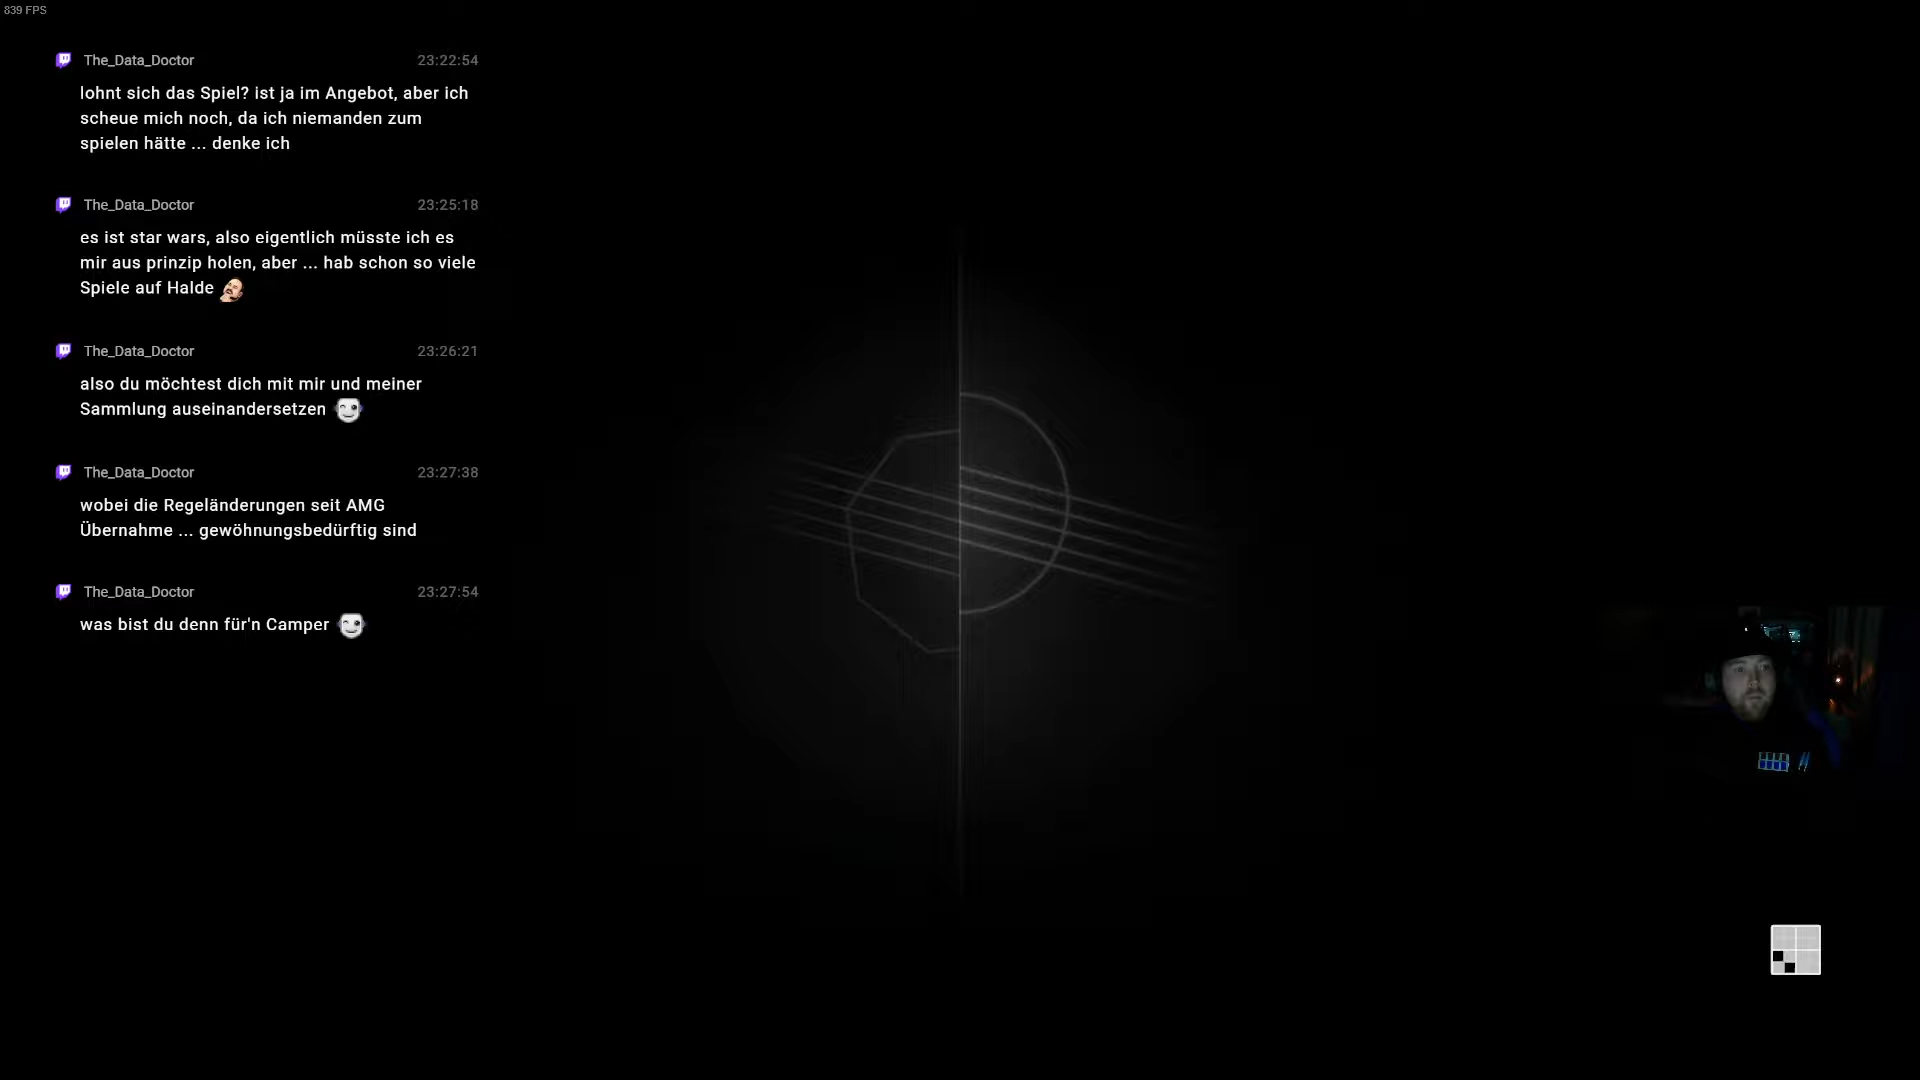 839 FPS
The_Data_Doctor 23:22:54
lohnt sich das Spiel? ist ja im Angebot, aber ich
scheue mich noch, da ich niemanden zum
spielen hätte ... denke ich
The_Data_Doctor 23:25:18
es ist star wars, also eigentlich müsste ich es
mir aus prinzip holen, aber ... hab schon so viele
Spiele auf Halde
The_Data_Doctor 23:26:21
also du möchtest dich mit mir und meiner
Sammlung auseinandersetzen
The_Data_Doctor 23:27:38
wobei die Regeländerungen seit AMG
Übernahme ... gewöhnungsbedürftig sind
The_Data_Doctor 23:27:54
was bist du denn für'n Camper